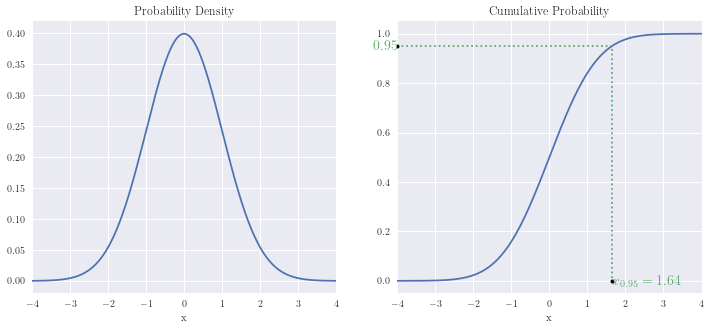 Probability Density
0.40
0.35
0.30
0.25
0.20
0.15
0.10
0.05
0.00
−4 −3 −2 −1 0 1 2 3 4
x
Cumulative Probability
1.0
0.95
0.8
0.6
0.4
0.2
0.0
x0.95 = 1.64
−4 −3 −2 −1 0 1 2 3 4
x